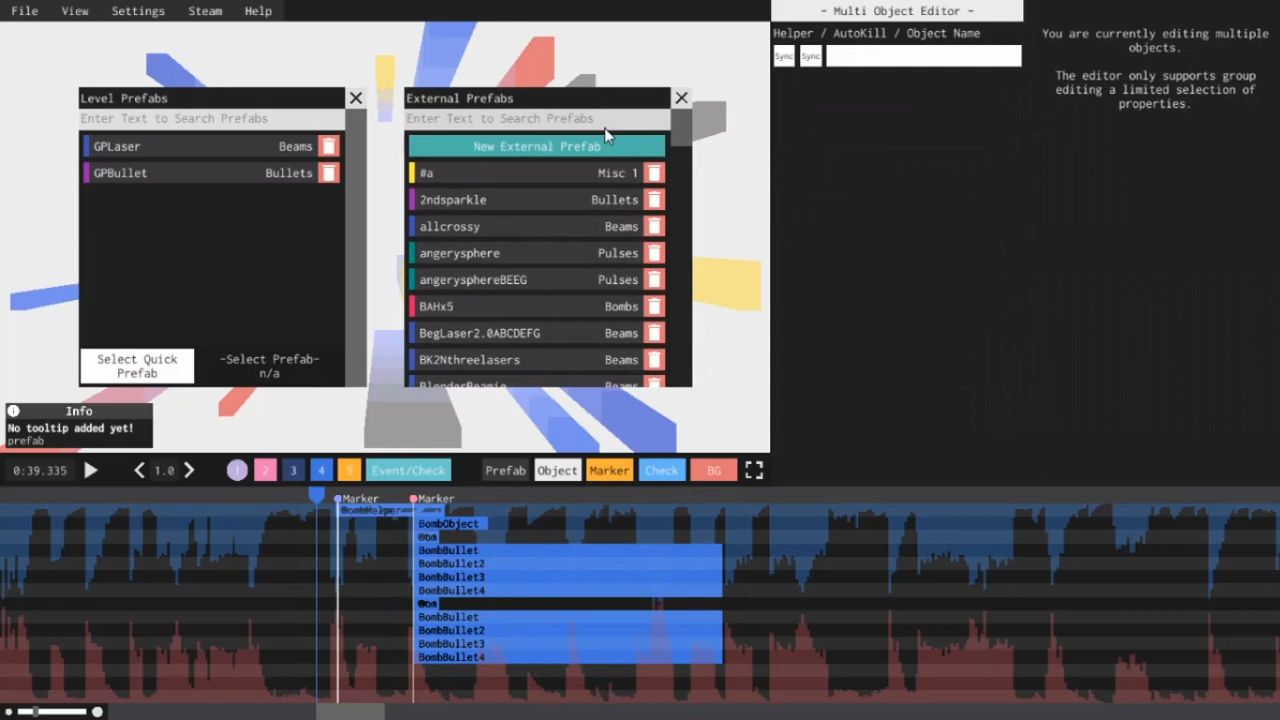 File View Settings Steam Help
- Multi Object Editor -
Helper / AutoKill / Object Name
Sync Sync
You are currently editing multiple
objects.
The editor only supports group
editing a limited selection of
properties.
Level Prefabs
Enter Text to Search Prefabs
GPLaser Beams
GPBullet Bullets
Select Quick
Prefab
-Select Prefab-
n/a
External Prefabs
Enter Text to Search Prefabs
New External Prefab
#a Misc 1
2ndsparkle Bullets
allcrossy Beams
angerysphere Pulses
angerysphereBEEG Pulses
BAHx5 Bombs
BegLaser2.0ABCDEFG Beams
BK2Nthreelasers Beams
BlenderBeamie Beams
Info
No tooltip added yet!
prefab
0:39.335 1.0 1 2 3 4 5 Event/Check Prefab Object Marker Check BG
Marker Marker
BombHelper
BombObject
BombBullet
BombBullet2
BombBullet3
BombBullet4
BombBullet
BombBullet2
BombBullet3
BombBullet4